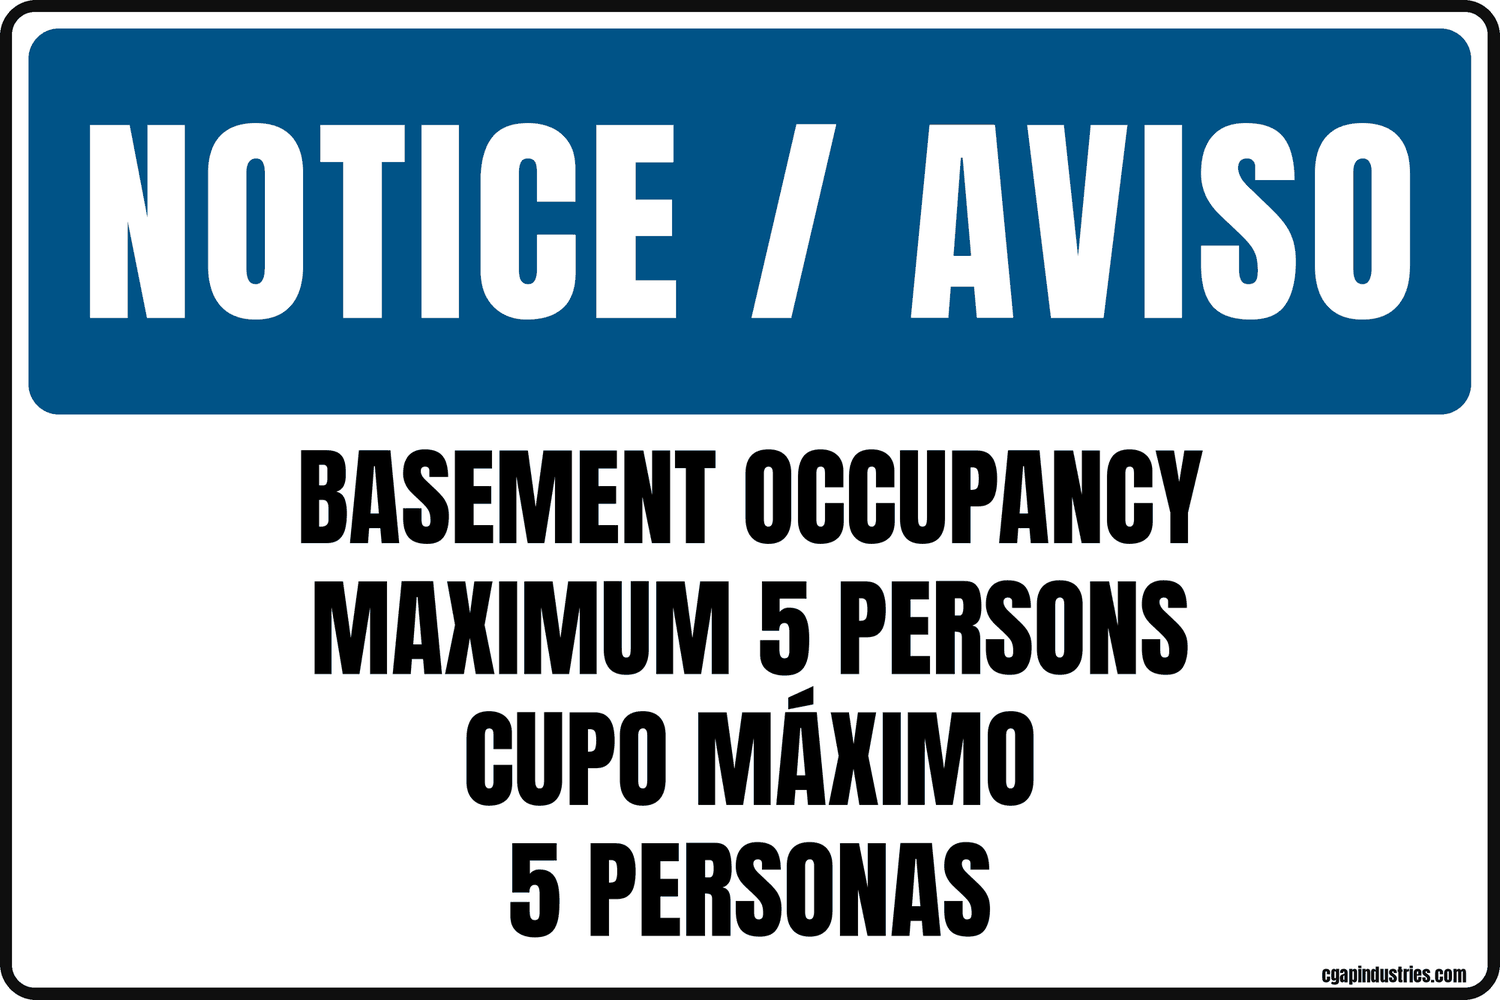 NOTICE / AVISO
BASEMENT OCCUPANCY
MAXIMUM 5 PERSONS
CUPO MÁXIMO
5 PERSONAS
cgapindustries.com